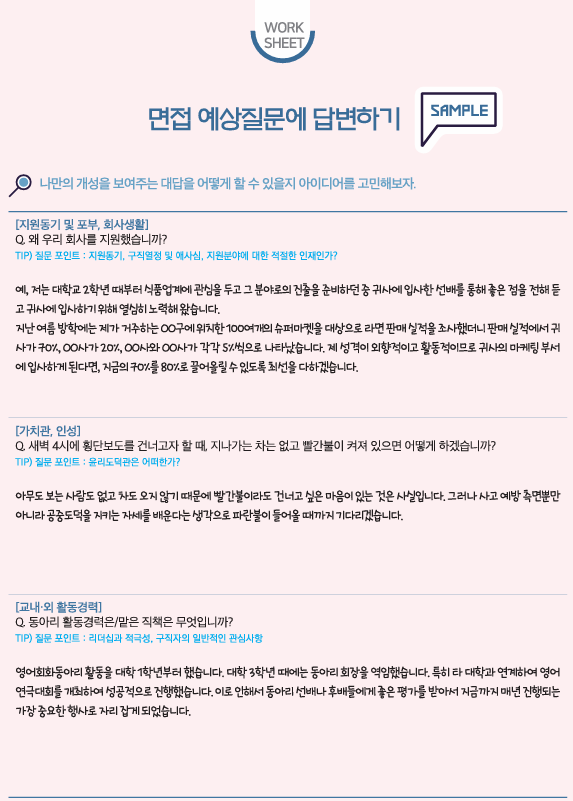 WORK
SHEET
면접 예상질문에 답변하기
SAMPLE
나만의 개성을 보여주는 대답을 어떻게 할 수 있을지 아이디어를 고민해보자.
[지원동기 및 포부, 회사생활]
Q. 왜 우리 회사를 지원했습니까?
TIP) 질문 포인트 : 지원동기, 구직열정 및 애사심, 지원분야에 대한 적절한 인재인가?
예, 저는 대학교 2학년 때부터 식품업계에 관심을 두고 그 분야로의 진출을 준비하던 중 귀사에 입사한 선배를 통해 좋은 점을 전해 듣
고 귀사에 입사하기 위해 열심히 노력해 왔습니다.
지난 여름 방학에는 제가 거주하는 OO구에 위치한 100여개의 슈퍼마켓을 대상으로 라면 판매 실적을 조사했더니 판매 실적에서 귀
사가 70%, OO사가 20%, OO사와 OO사가 각각 5%씩으로 나타났습니다. 제 성격이 외향적이고 활동적이므로 귀사의 마케팅 부서
에 입사하게 된다면, 지금의 70%를 80%로 끌어올릴 수 있도록 최선을 다하겠습니다.
[가치관, 인성]
Q. 새벽 4시에 횡단보도를 건너고자 할 때, 지나가는 차는 없고 빨간불이 켜져 있으면 어떻게 하겠습니까?
TIP) 질문 포인트 : 윤리도덕관은 어떠한가?
아무도 보는 사람도 없고 차도 오지 않기 때문에 빨간불이라도 건너고 싶은 마음이 있는 것은 사실입니다. 그러나 사고 예방 측면뿐만
아니라 공중도덕을 지키는 자세를 배운다는 생각으로 파란불이 들어올 때까지 기다리겠습니다.
[교내·외 활동경력]
Q. 동아리 활동경력은/맡은 직책은 무엇입니까?
TIP) 질문 포인트 : 리더십과 적극성, 구직자의 일반적인 관심사항
영어회화동아리 활동을 대학 1학년부터 했습니다. 대학 3학년 때에는 동아리 회장을 역임했습니다. 특히 타 대학과 연계하여 영어
연극대회를 개최하여 성공적으로 진행했습니다. 이로 인해서 동아리 선배나 후배들에게 좋은 평가를 받아서 지금까지 매년 진행되는
가장 중요한 행사로 자리 잡게 되었습니다.